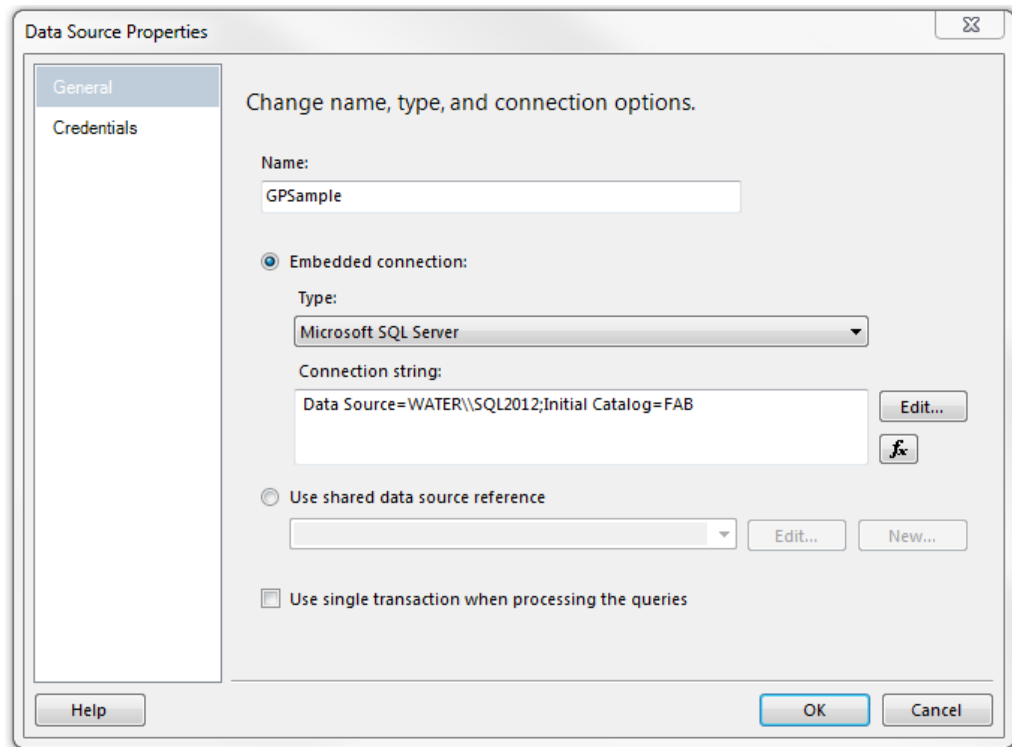 Data Source Properties
General
Credentials
Change name, type, and connection options.
Name:
GPSample
Embedded connection:
Type:
Microsoft SQL Server
Connection string:
Data Source=WATER\\SQL2012;Initial Catalog=FAB
Edit...
fx
Use shared data source reference
Edit... New...
Use single transaction when processing the queries
Help OK Cancel